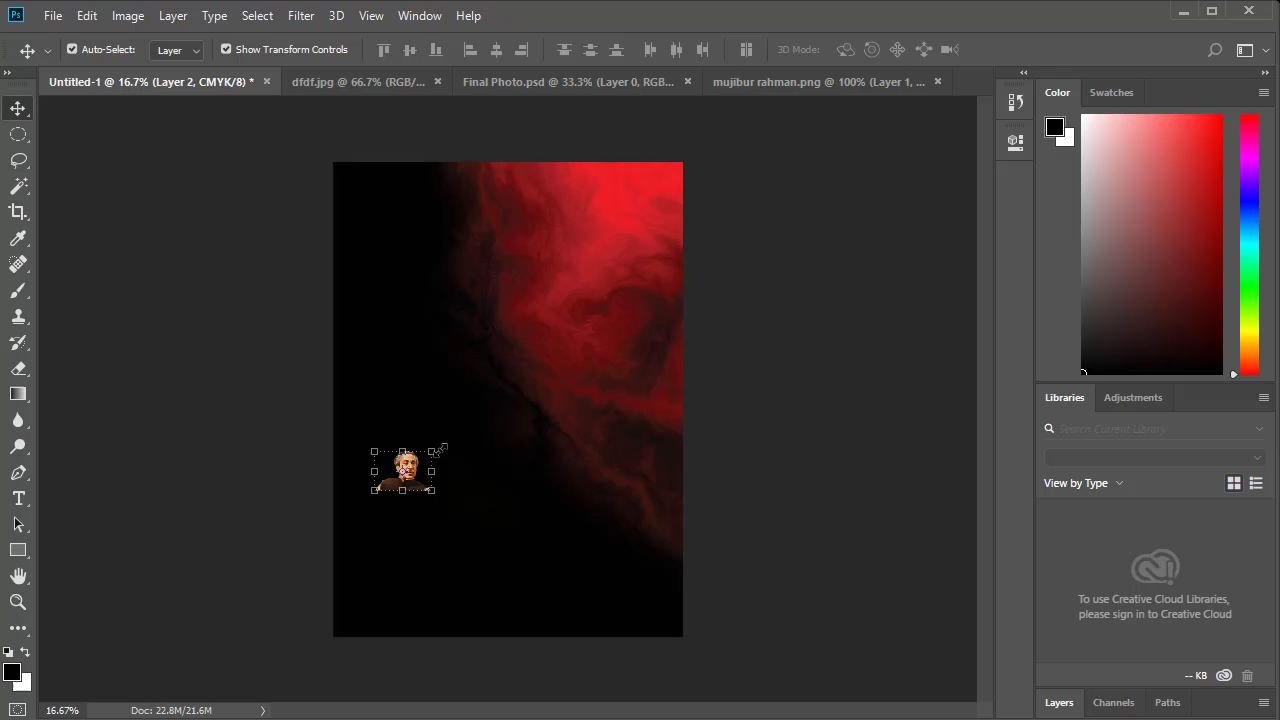 Ps File Edit Image Layer Type Select Filter 3D View Window Help
Auto-Select: Layer Show Transform Controls 3D Mode:
Untitled-1 @ 16.7% (Layer 2, CMYK/8) * dfdf.jpg @ 66.7% (RGB/... Final Photo.psd @ 33.3% (Layer 0, RGB... mujibur rahman.png @ 100% (Layer 1, ...
Color Swatches
Libraries Adjustments
Search Current Library
View by Type
To use Creative Cloud Libraries,
please sign in to Creative Cloud
-- KB
Layers Channels Paths
16.67% Doc: 22.8M/21.6M